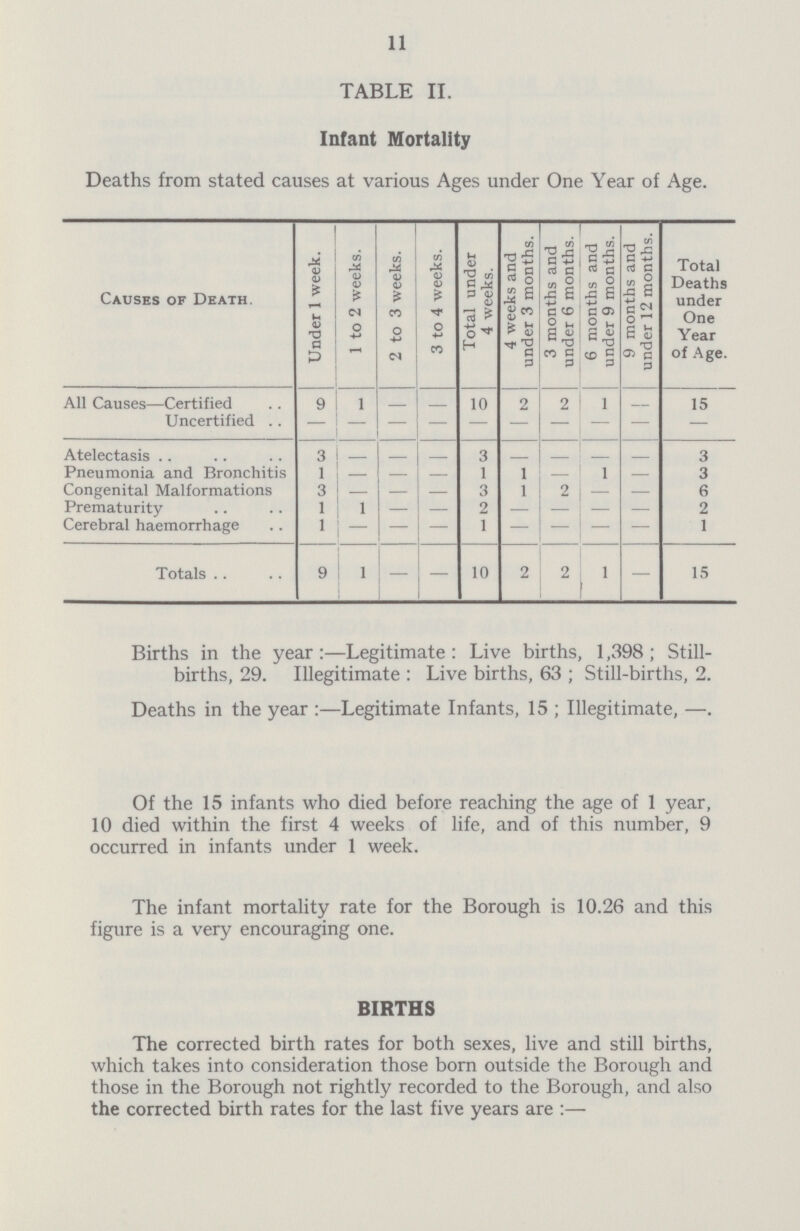 11
TABLE II.
Infant Mortality
Deaths from stated causes at various Ages under One Year of Age.
Causes of Death. | Under 1 week. | 1 to 2 weeks. | 2 to 3 weeks. | 3 to 4 weeks. | Total under 4 weeks. | 4 weeks and under 3 months. | 3 months and under 6 months. | 6 months and under 9 months. | 9 months and under 12 months. | Total Deaths under One Year of Age.
All Causes—Certified .. 9 1 — — 10 2 2 1 — 15
Uncertified .. — — — — — — — — — —
Atelectasis .. .. .. 3 — — — 3 — — — — 3
Pneumonia and Bronchitis 1 — — — 1 1 — 1 — 3
Congenital Malformations 3 — — — 3 1 2 — — 6
Prematurity .. .. 1 1 — — 2 — — — — 2
Cerebral haemorrhage .. 1 — — — 1 — — — — 1
Totals .. .. 9 1 — — 10 2 2 1 — 15
Births in the year :—Legitimate : Live births, 1,398 ; Still-
births, 29. Illegitimate : Live births, 63 ; Still-births, 2.
Deaths in the year :—Legitimate Infants, 15 ; Illegitimate, —.
Of the 15 infants who died before reaching the age of 1 year,
10 died within the first 4 weeks of life, and of this number, 9
occurred in infants under 1 week.
The infant mortality rate for the Borough is 10.26 and this
figure is a very encouraging one.
BIRTHS
The corrected birth rates for both sexes, live and still births,
which takes into consideration those born outside the Borough and
those in the Borough not rightly recorded to the Borough, and also
the corrected birth rates for the last five years are :—